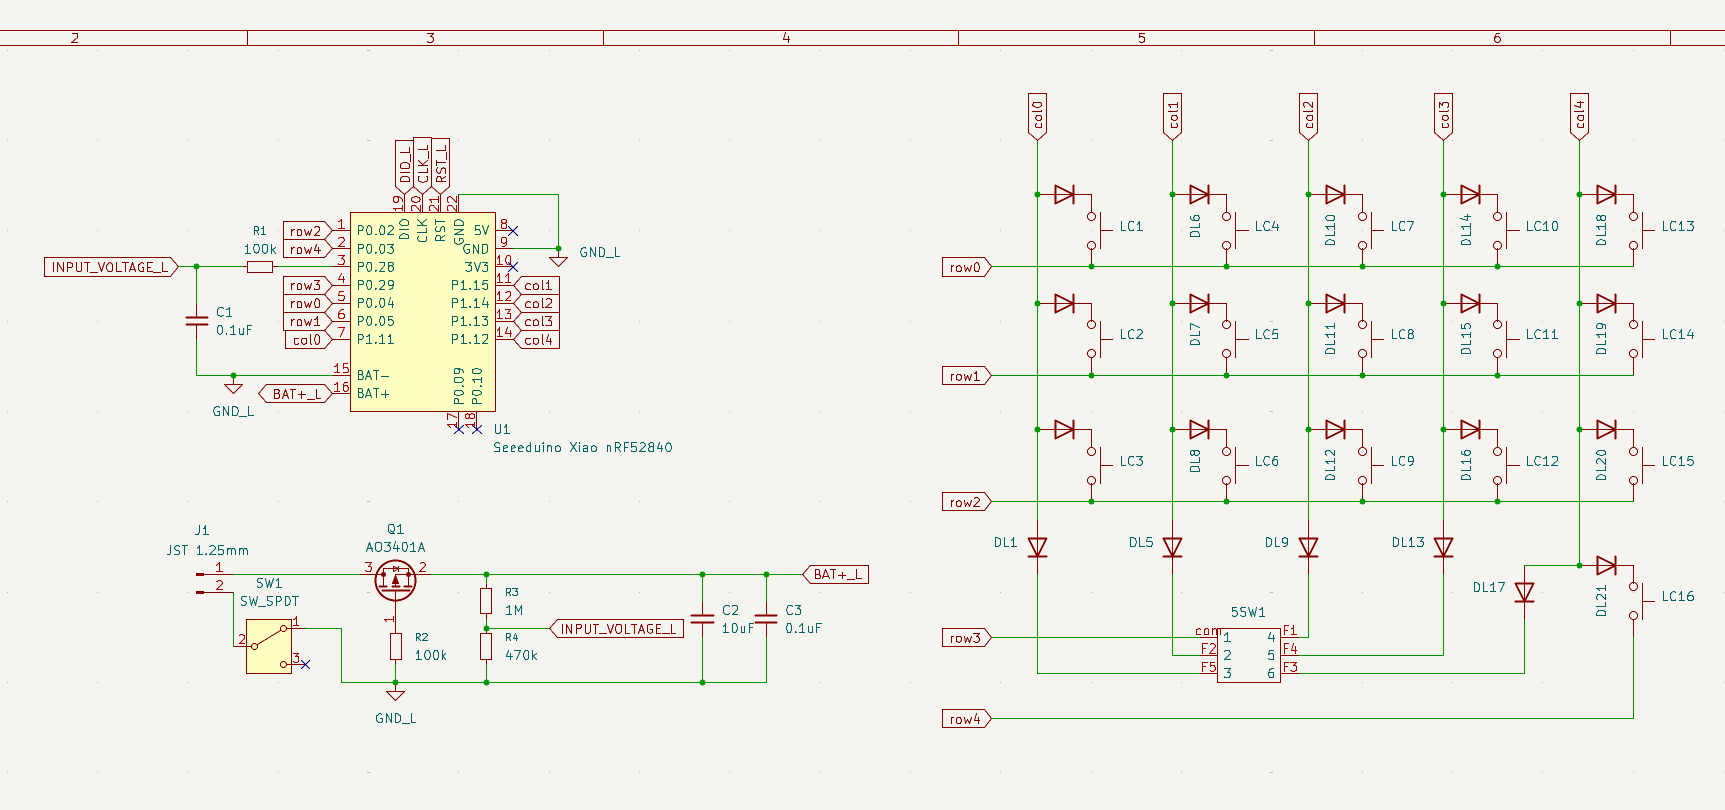 2 3 4 5 6
DIO_L CLK_L RST_L
19 20 21 22
DIO CLK RST GND
row2 1 P0.02 5V 8
R1
100k
row4 2 P0.03 GND 9
GND_L
INPUT_VOLTAGE_L
3 P0.28 3V3 10
row3 4 P0.29 P1.15 11 col1
row0 5 P0.04 P1.14 12 col2
row1 6 P0.05 P1.13 13 col3
col0 7 P1.11 P1.12 14 col4
C1
0.1uF
15 BAT-
BAT+_L 16 BAT+
GND_L
P0.09 P0.10
17 18
U1
Seeeduino Xiao nRF52840
J1
JST 1.25mm
1
2
SW1
SW_SPDT
1
2
3
Q1
AO3401A
3 2
1
R2
100k
GND_L
R3
1M
R4
470k
INPUT_VOLTAGE_L
C2
10uF
C3
0.1uF
BAT+_L
col0 col1 col2 col3 col4
LC1 DL6 LC4 DL10 LC7 DL14 LC10 DL18 LC13
row0
LC2 DL7 LC5 DL11 LC8 DL15 LC11 DL19 LC14
row1
LC3 DL8 LC6 DL12 LC9 DL16 LC12 DL20 LC15
row2
DL1 DL5 DL9 DL13
DL17 DL21 LC16
5SW1
row3
com 1 4 F1
F2 2 5 F4
F5 3 6 F3
row4